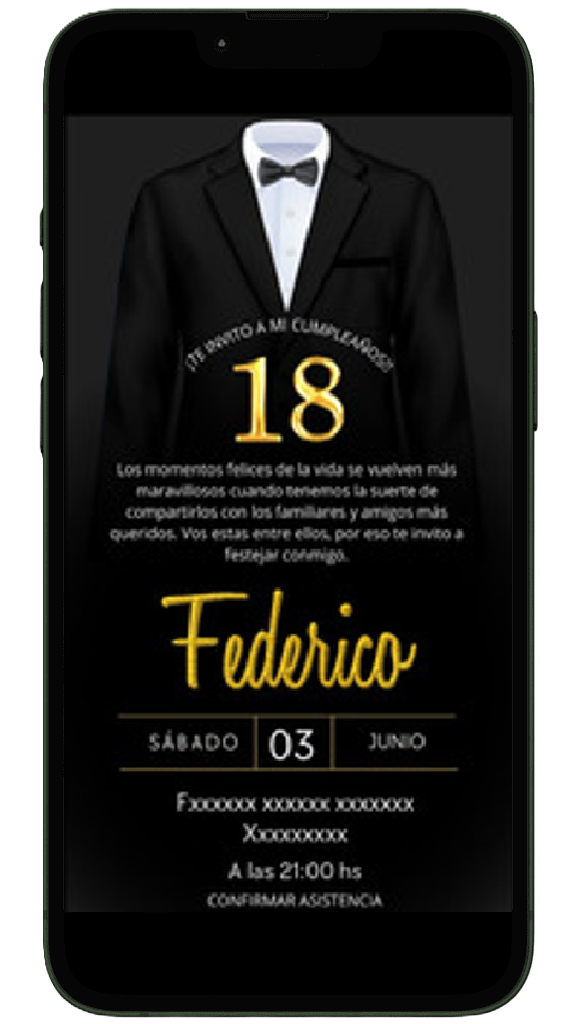 ¡TE INVITO A MI CUMPLEAÑOS!!
18
Los momentos felices de la vida se vuelven más
maravillosos cuando tenemos la suerte de
compartirlos con los familiares y amigos más
queridos. Vos estas entre ellos, por eso te invito a
festejar conmigo.
Federico
SÁBADO 03 JUNIO
Fxxxxxx xxxxxx xxxxxxx
Xxxxxxxxx
A las 21:00 hs
CONFIRMAR ASISTENCIA